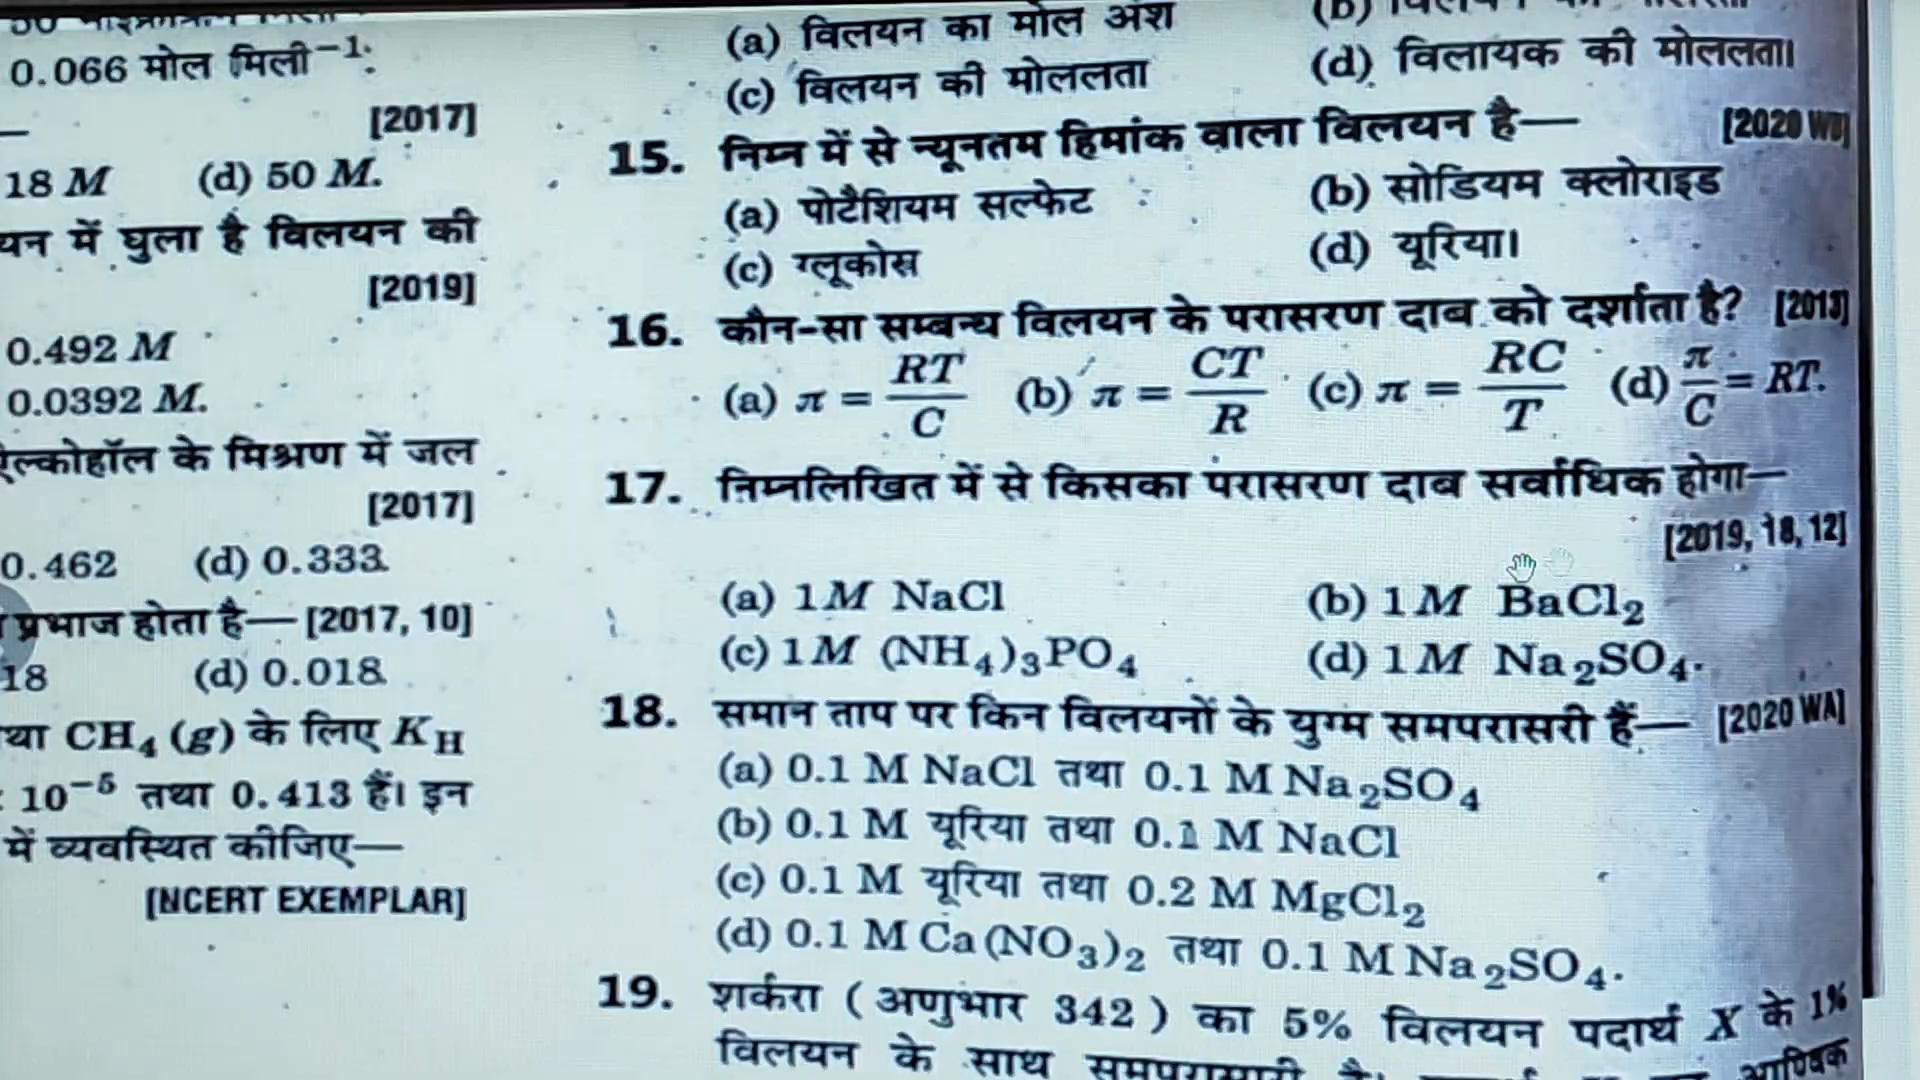 0.066 मोल मिली⁻¹.
[2017]
18 M (d) 50 M.
यन में घुला है विलयन की
[2019]
0.492 M
0.0392 M.
ऐल्कोहॉल के मिश्रण में जल
[2017]
0.462 (d) 0.333
प्रभाज होता है— [2017, 10]
18 (d) 0.018
था CH₄ (g) के लिए K_H
10⁻⁵ तथा 0.413 हैं। इन
में व्यवस्थित कीजिए—
[NCERT EXEMPLAR]
(a) विलयन का मोल अंश
(c) विलयन की मोललता (d) विलायक की मोललता।
15. निम्न में से न्यूनतम हिमांक वाला विलयन है— [2020 WB]
(a) पोटैशियम सल्फेट (b) सोडियम क्लोराइड
(c) ग्लूकोस (d) यूरिया।
16. कौन-सा सम्बन्ध विलयन के परासरण दाब को दर्शाता है? [2013]
(a) π = RT/C (b) π = CT/R (c) π = RC/T (d) π/C = RT.
17. निम्नलिखित में से किसका परासरण दाब सर्वाधिक होगा—
[2019, 18, 12]
(a) 1M NaCl (b) 1M BaCl₂
(c) 1M (NH₄)₃PO₄ (d) 1M Na₂SO₄.
18. समान ताप पर किन विलयनों के युग्म समपरासरी हैं— [2020 WA]
(a) 0.1 M NaCl तथा 0.1 M Na₂SO₄
(b) 0.1 M यूरिया तथा 0.1 M NaCl
(c) 0.1 M यूरिया तथा 0.2 M MgCl₂
(d) 0.1 M Ca(NO₃)₂ तथा 0.1 M Na₂SO₄.
19. शर्करा ( अणुभार 342 ) का 5% विलयन पदार्थ X के 1%
विलयन के साथ समपरासारी है।